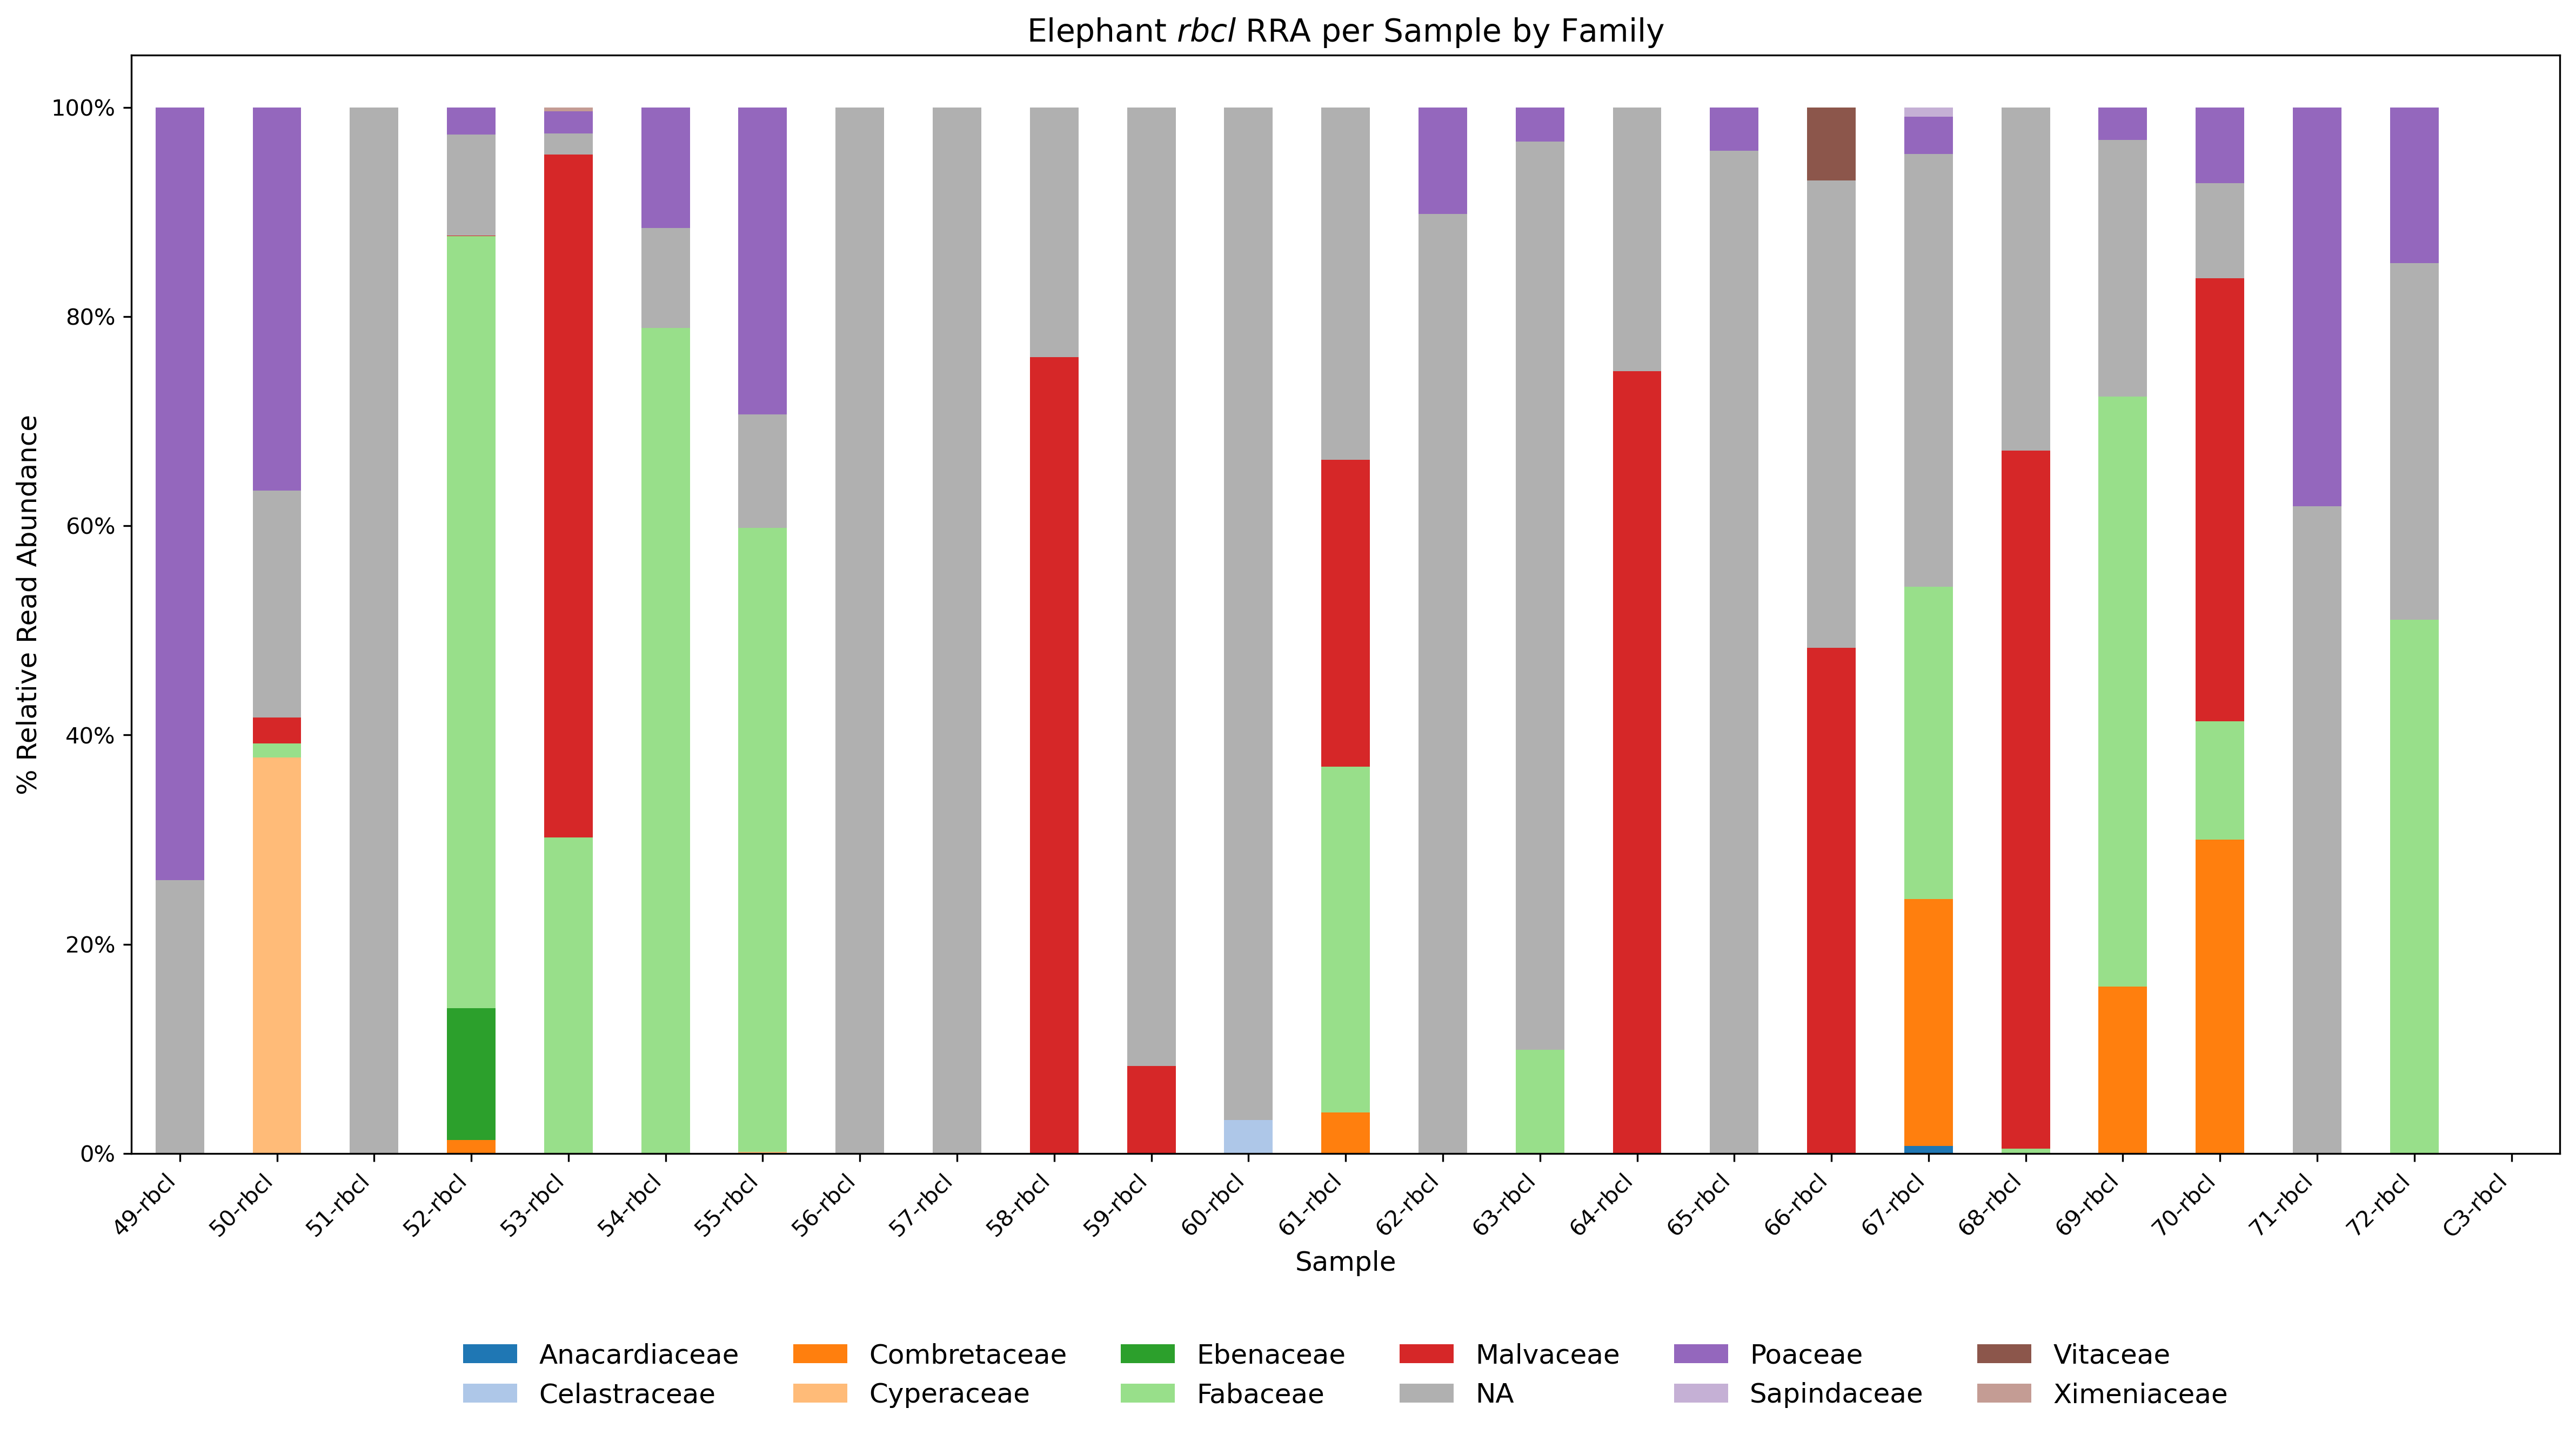 Elephant rbcl RRA per Sample by Family
% Relative Read Abundance
100%
80%
60%
40%
20%
0%
49-rbcl
50-rbcl
51-rbcl
52-rbcl
53-rbcl
54-rbcl
55-rbcl
56-rbcl
57-rbcl
58-rbcl
59-rbcl
60-rbcl
61-rbcl
62-rbcl
63-rbcl
64-rbcl
65-rbcl
66-rbcl
67-rbcl
68-rbcl
69-rbcl
70-rbcl
71-rbcl
72-rbcl
C3-rbcl
Sample
Anacardiaceae Combretaceae Ebenaceae Malvaceae Poaceae Vitaceae
Celastraceae Cyperaceae Fabaceae NA Sapindaceae Ximeniaceae